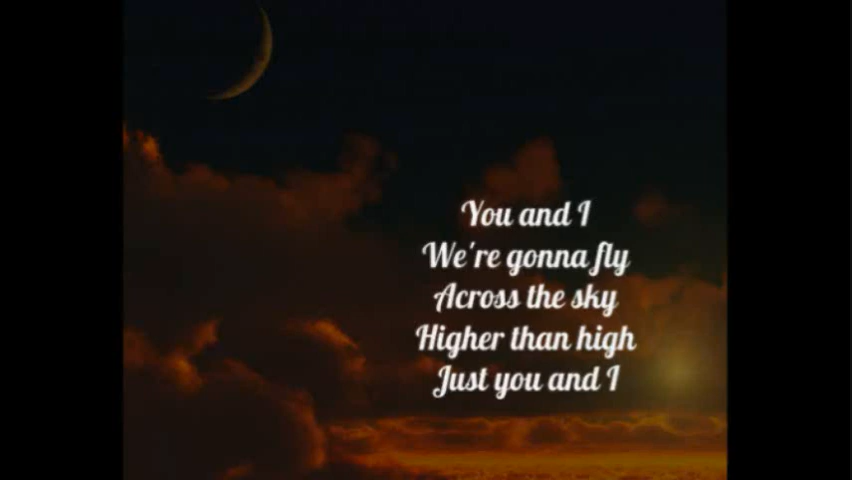 You and I
We're gonna fly
Across the sky
Higher than high
Just you and I